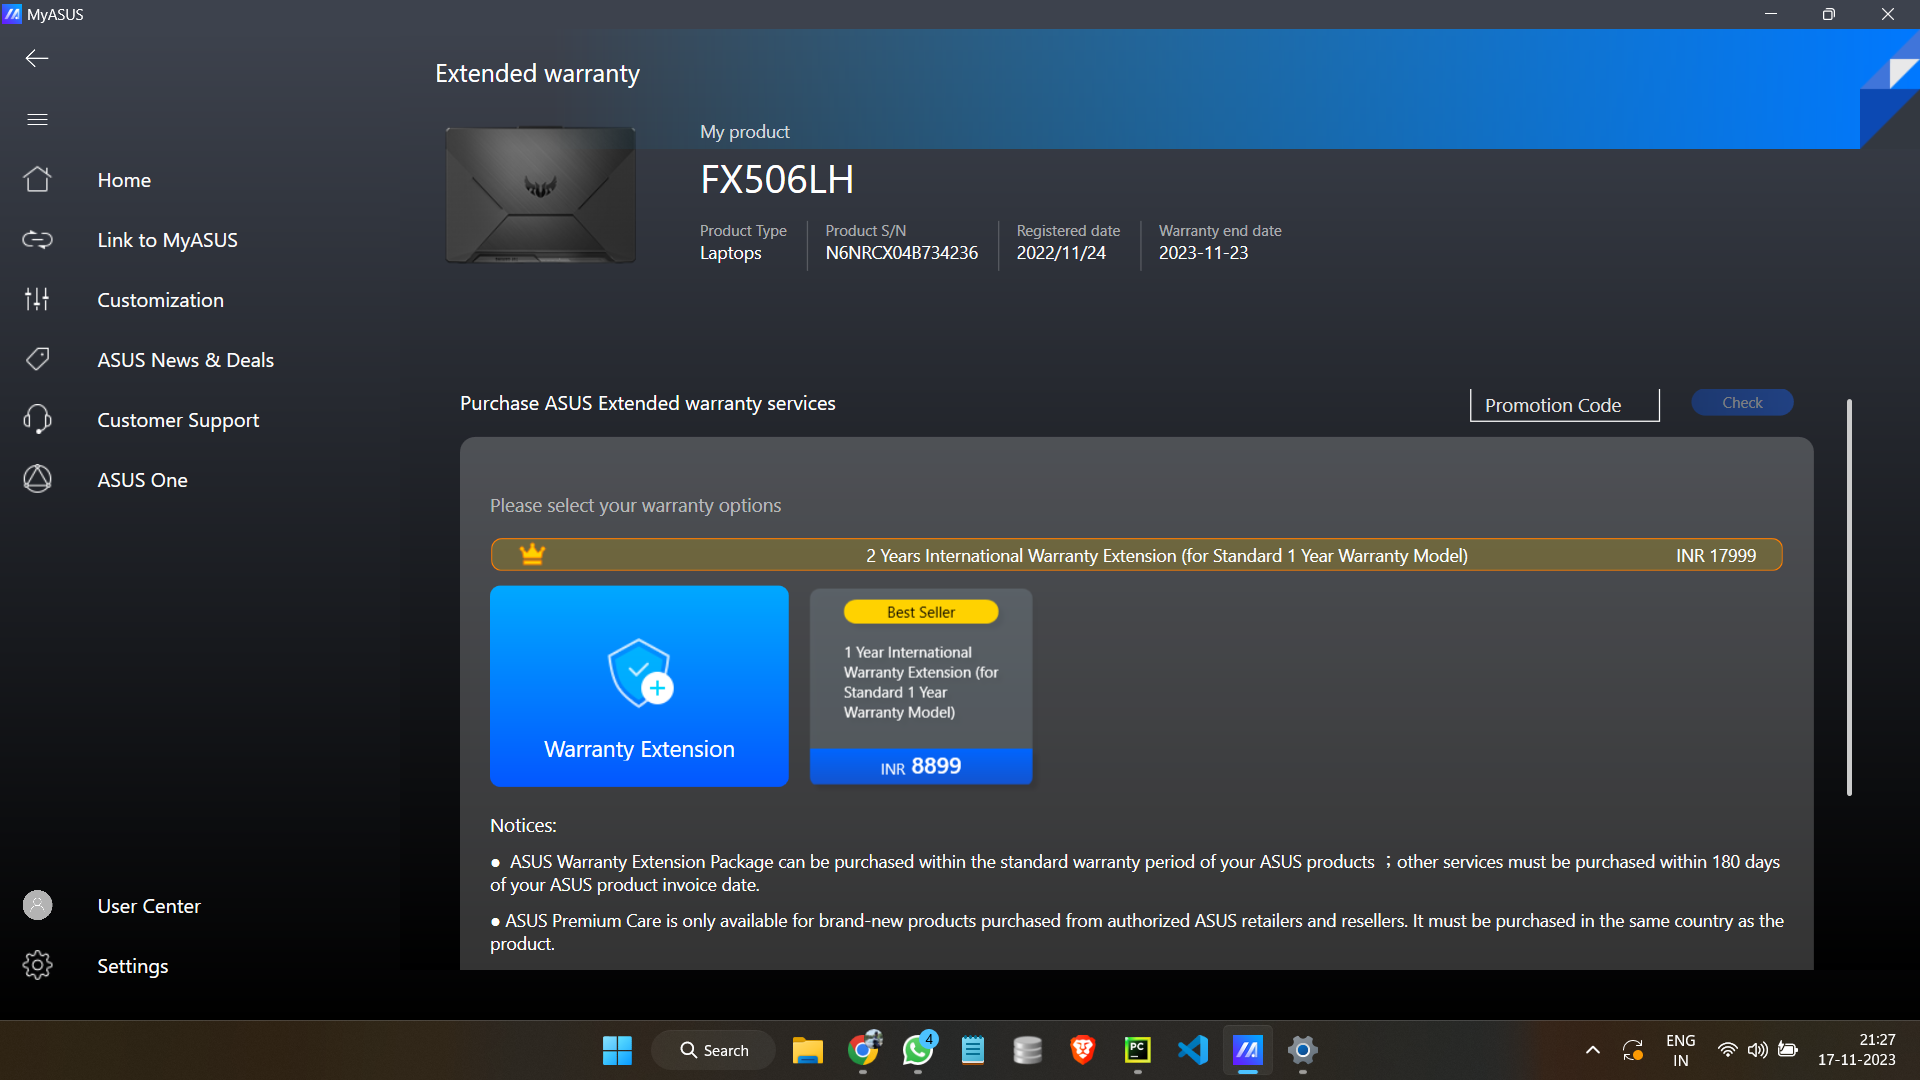 MyASUS
Extended warranty
My product
FX506LH
Product Type
Laptops
Product S/N
N6NRCX04B734236
Registered date
2022/11/24
Warranty end date
2023-11-23
Home
Link to MyASUS
Customization
ASUS News & Deals
Customer Support
ASUS One
User Center
Settings
Purchase ASUS Extended warranty services
Promotion Code
Check
Please select your warranty options
2 Years International Warranty Extension (for Standard 1 Year Warranty Model)
INR 17999
Warranty Extension
Best Seller
1 Year International
Warranty Extension (for
Standard 1 Year
Warranty Model)
INR 8899
Notices:
● ASUS Warranty Extension Package can be purchased within the standard warranty period of your ASUS products ；other services must be purchased within 180 days
of your ASUS product invoice date.
● ASUS Premium Care is only available for brand-new products purchased from authorized ASUS retailers and resellers. It must be purchased in the same country as the
product.
Search
4
PC
ENG
IN
21:27
17-11-2023